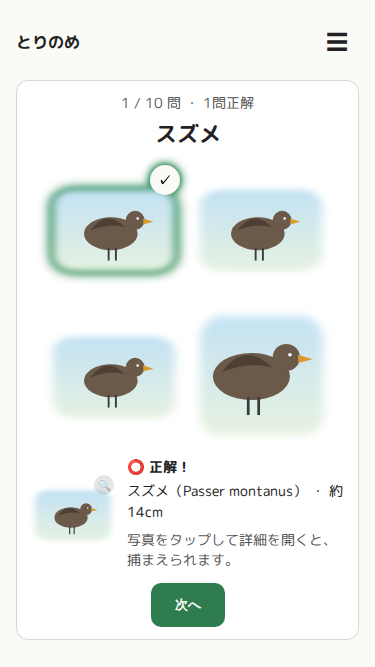 とりのめ
1 / 10 問 ・ 1問正解
スズメ
⭕ 正解！
スズメ（Passer montanus） ・ 約
14cm
写真をタップして詳細を開くと、
捕まえられます。
次へ